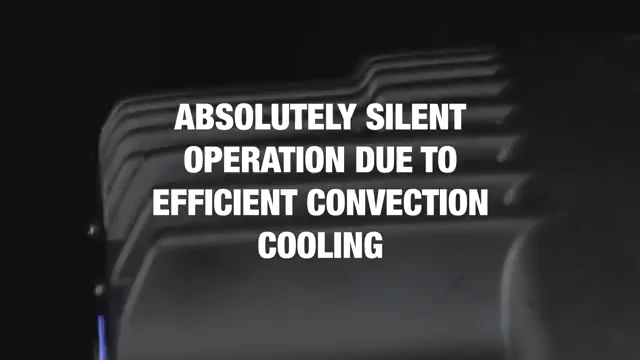 ABSOLUTELY SILENT
OPERATION DUE TO
EFFICIENT CONVECTION
COOLING